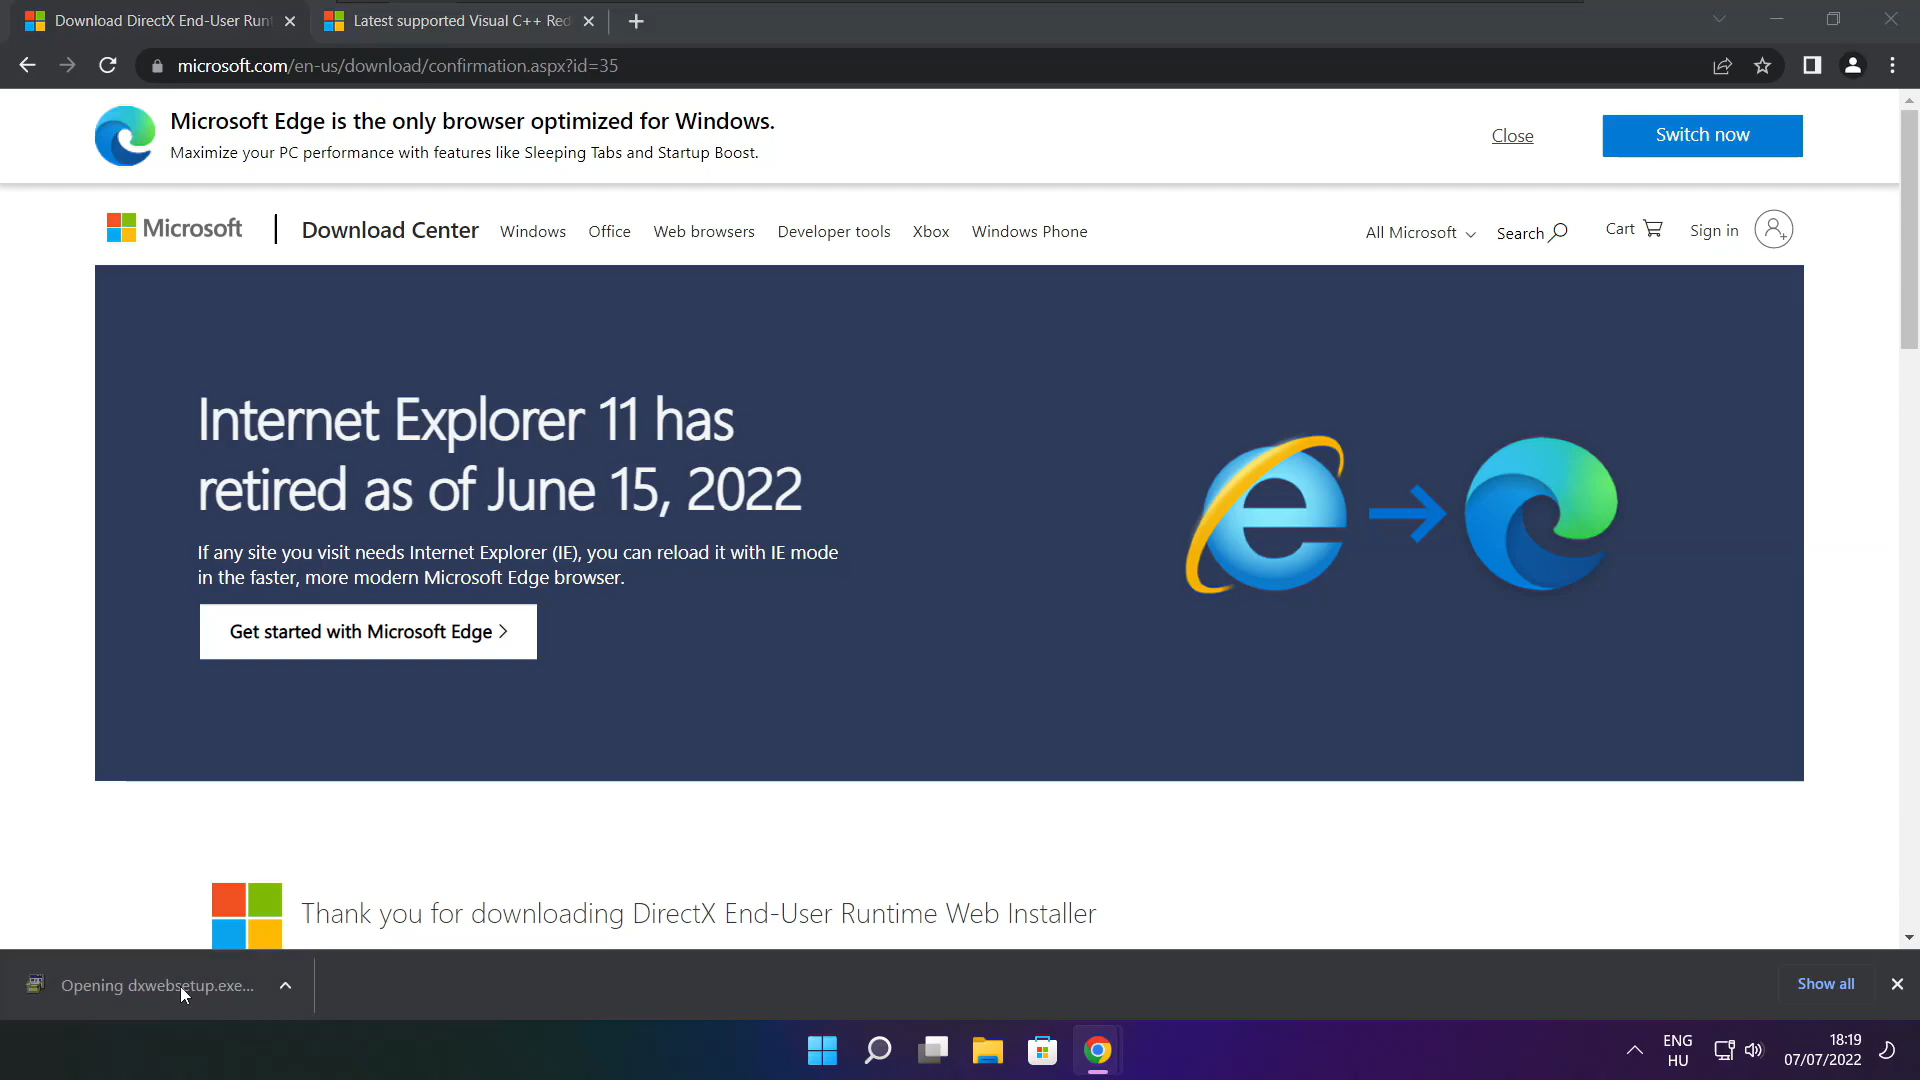 Download DirectX End-User Run
Latest supported Visual C++ Red
microsoft.com/en-us/download/confirmation.aspx?id=35
Microsoft Edge is the only browser optimized for Windows.
Maximize your PC performance with features like Sleeping Tabs and Startup Boost.
Close
Switch now
Microsoft
Download Center
Windows
Office
Web browsers
Developer tools
Xbox
Windows Phone
All Microsoft
Search
Cart
Sign in
Internet Explorer 11 has
retired as of June 15, 2022
If any site you visit needs Internet Explorer (IE), you can reload it with IE mode
in the faster, more modern Microsoft Edge browser.
Get started with Microsoft Edge
Thank you for downloading DirectX End-User Runtime Web Installer
Opening dxwebsetup.exe...
Show all
ENG
HU
18:19
07/07/2022